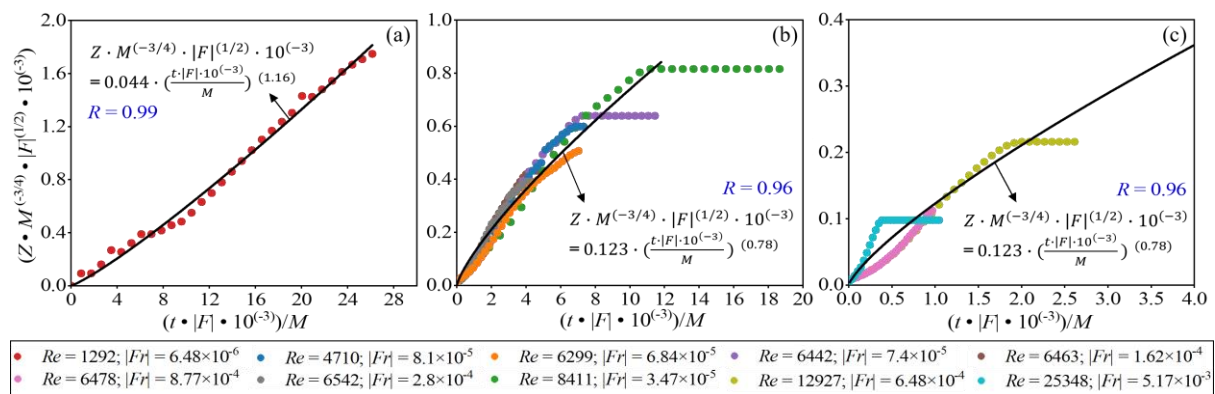 (Z • M^(-3/4) • |F|^(1/2) • 10^(-3))
2.0
1.6
1.2
0.8
0.4
0.0
(a)
Z · M^(−3/4) · |F|^(1/2) · 10^(−3)
= 0.044 · (t·|F|·10^(−3)/M)^(1.16)
R = 0.99
0 4 8 12 16 20 24 28
(t • |F| • 10^(-3))/M
1.0
0.8
0.6
0.4
0.2
0.0
(b)
R = 0.96
Z · M^(−3/4) · |F|^(1/2) · 10^(−3)
= 0.123 · (t·|F|·10^(−3)/M)^(0.78)
0 2 4 6 8 10 12 14 16 18 20
(t • |F| • 10^(-3))/M
0.4
0.3
0.2
0.1
0.0
(c)
R = 0.96
Z · M^(−3/4) · |F|^(1/2) · 10^(−3)
= 0.123 · (t·|F|·10^(−3)/M)^(0.78)
0.0 0.5 1.0 1.5 2.0 2.5 3.0 3.5 4.0
(t • |F| • 10^(-3))/M
Re = 1292; |Fr| = 6.48×10^-6 Re = 4710; |Fr| = 8.1×10^-5 Re = 6299; |Fr| = 6.84×10^-5 Re = 6442; |Fr| = 7.4×10^-5 Re = 6463; |Fr| = 1.62×10^-4
Re = 6478; |Fr| = 8.77×10^-4 Re = 6542; |Fr| = 2.8×10^-4 Re = 8411; |Fr| = 3.47×10^-5 Re = 12927; |Fr| = 6.48×10^-4 Re = 25348; |Fr| = 5.17×10^-3